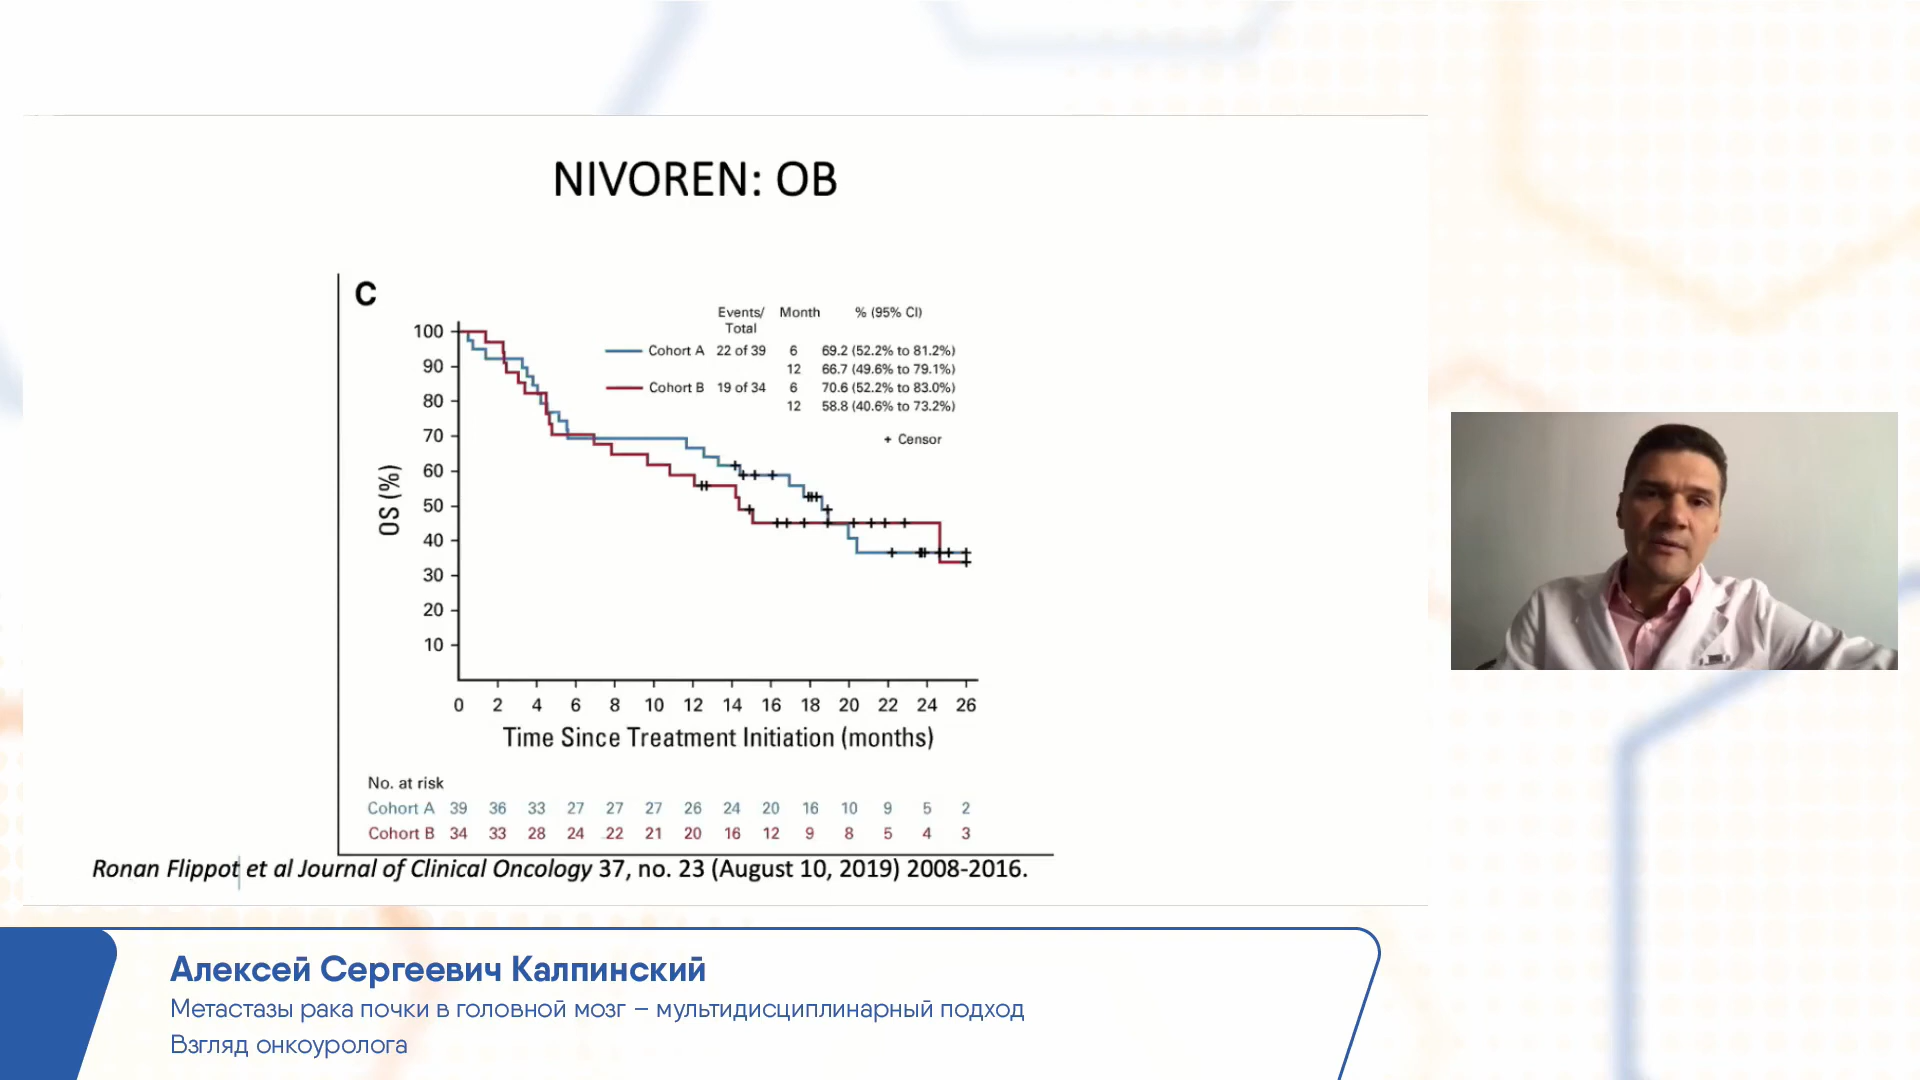 NIVOREN: ОВ
C
Events/ Month % (95% CI)
Total
Cohort A 22 of 39 6 69.2 (52.2% to 81.2%)
12 66.7 (49.6% to 79.1%)
Cohort B 19 of 34 6 70.6 (52.2% to 83.0%)
12 58.8 (40.6% to 73.2%)
+ Censor
100
90
80
70
60
50
40
30
20
10
OS (%)
0 2 4 6 8 10 12 14 16 18 20 22 24 26
Time Since Treatment Initiation (months)
No. at risk
Cohort A 39 36 33 27 27 27 26 24 20 16 10 9 5 2
Cohort B 34 33 28 24 22 21 20 16 12 9 8 5 4 3
Ronan Flippot et al Journal of Clinical Oncology 37, no. 23 (August 10, 2019) 2008-2016.
Алексей Сергеевич Калпинский
Метастазы рака почки в головной мозг – мультидисциплинарный подход
Взгляд онкоуролога